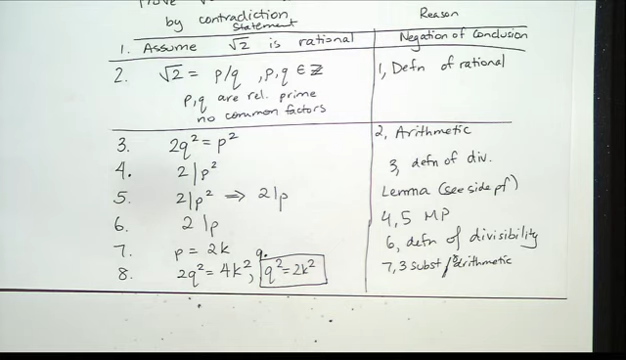 Prove
by contradiction.
Statement
Reason
1. Assume √2 is rational
Negation of Conclusion
2. √2 = p/q , p,q ∈ ℤ
1, Defn of rational
p,q are rel. prime
no common factors
3. 2q² = p²
2, Arithmetic
4. 2|p²
3, defn of div.
5. 2|p² ⟹ 2|p
Lemma (see side pf)
6. 2|p
4,5 MP
7. p = 2k
6, defn of divisibility
8. 2q² = 4k², q² = 2k²
7,3 subst/arithmetic